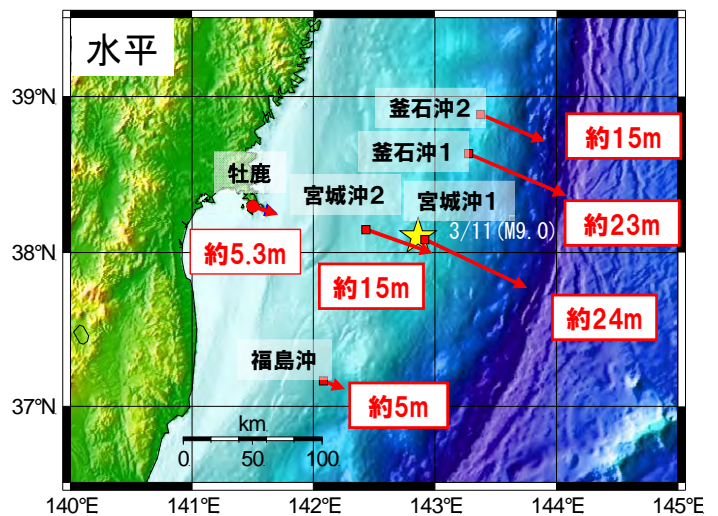 水平
39°N
釜石沖2
約15m
釜石沖1
牡鹿
宮城沖2
宮城沖1
約23m
3/11(M9.0)
38°N
約5.3m
約15m
約24m
福島沖
約5m
37°N
km
0. 50. 100.
140°E 141°E 142°E 143°E 144°E 145°E